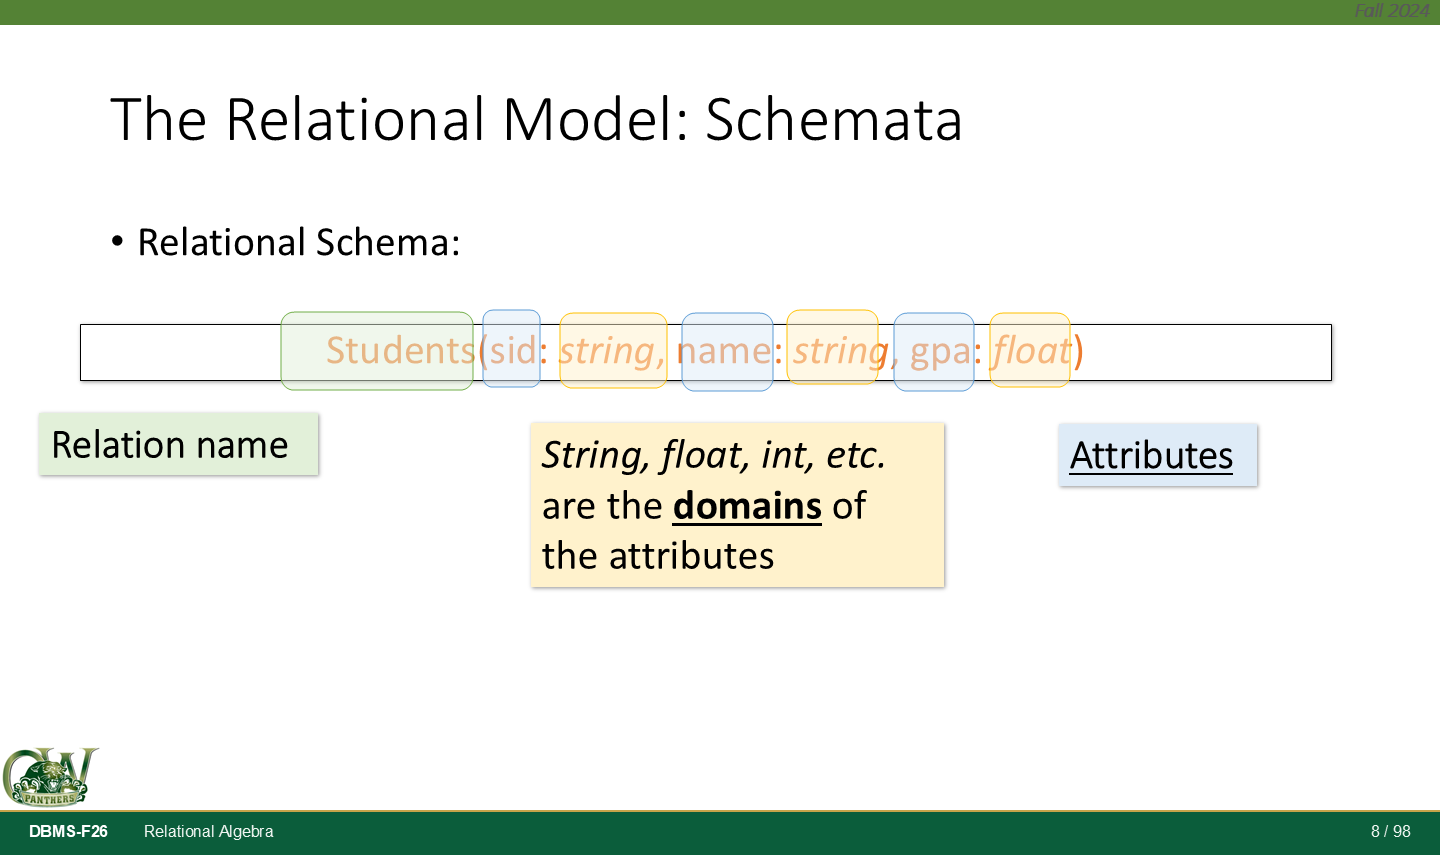 Fall 2024
The Relational Model: Schemata
• Relational Schema:
Students(sid: string, name: string, gpa: float)
Relation name
String, float, int, etc.
are the domains of
the attributes
Attributes
PANTHERS
DBMS-F26 Relational Algebra 8 / 98